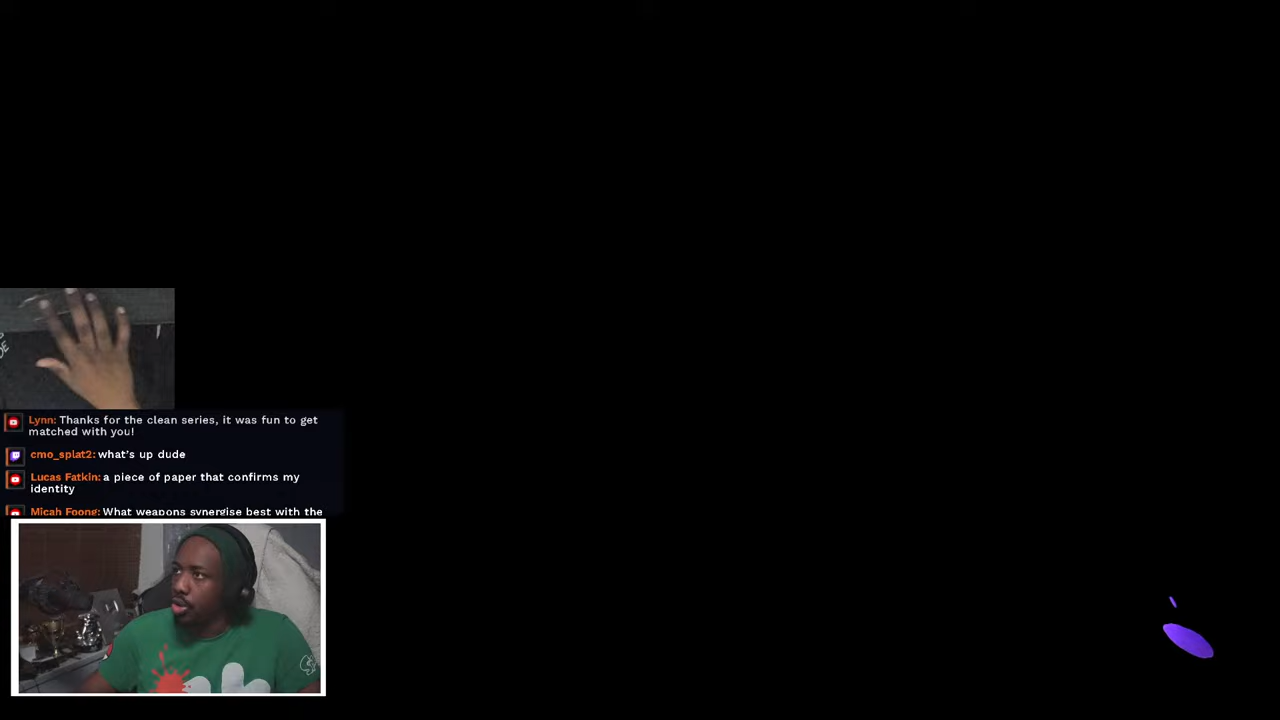 Lynn: Thanks for the clean series, it was fun to get
matched with you!
cmo_splat2: what's up dude
Lucas Fatkin: a piece of paper that confirms my
identity
Micah Foong: What weapons synergise best with the